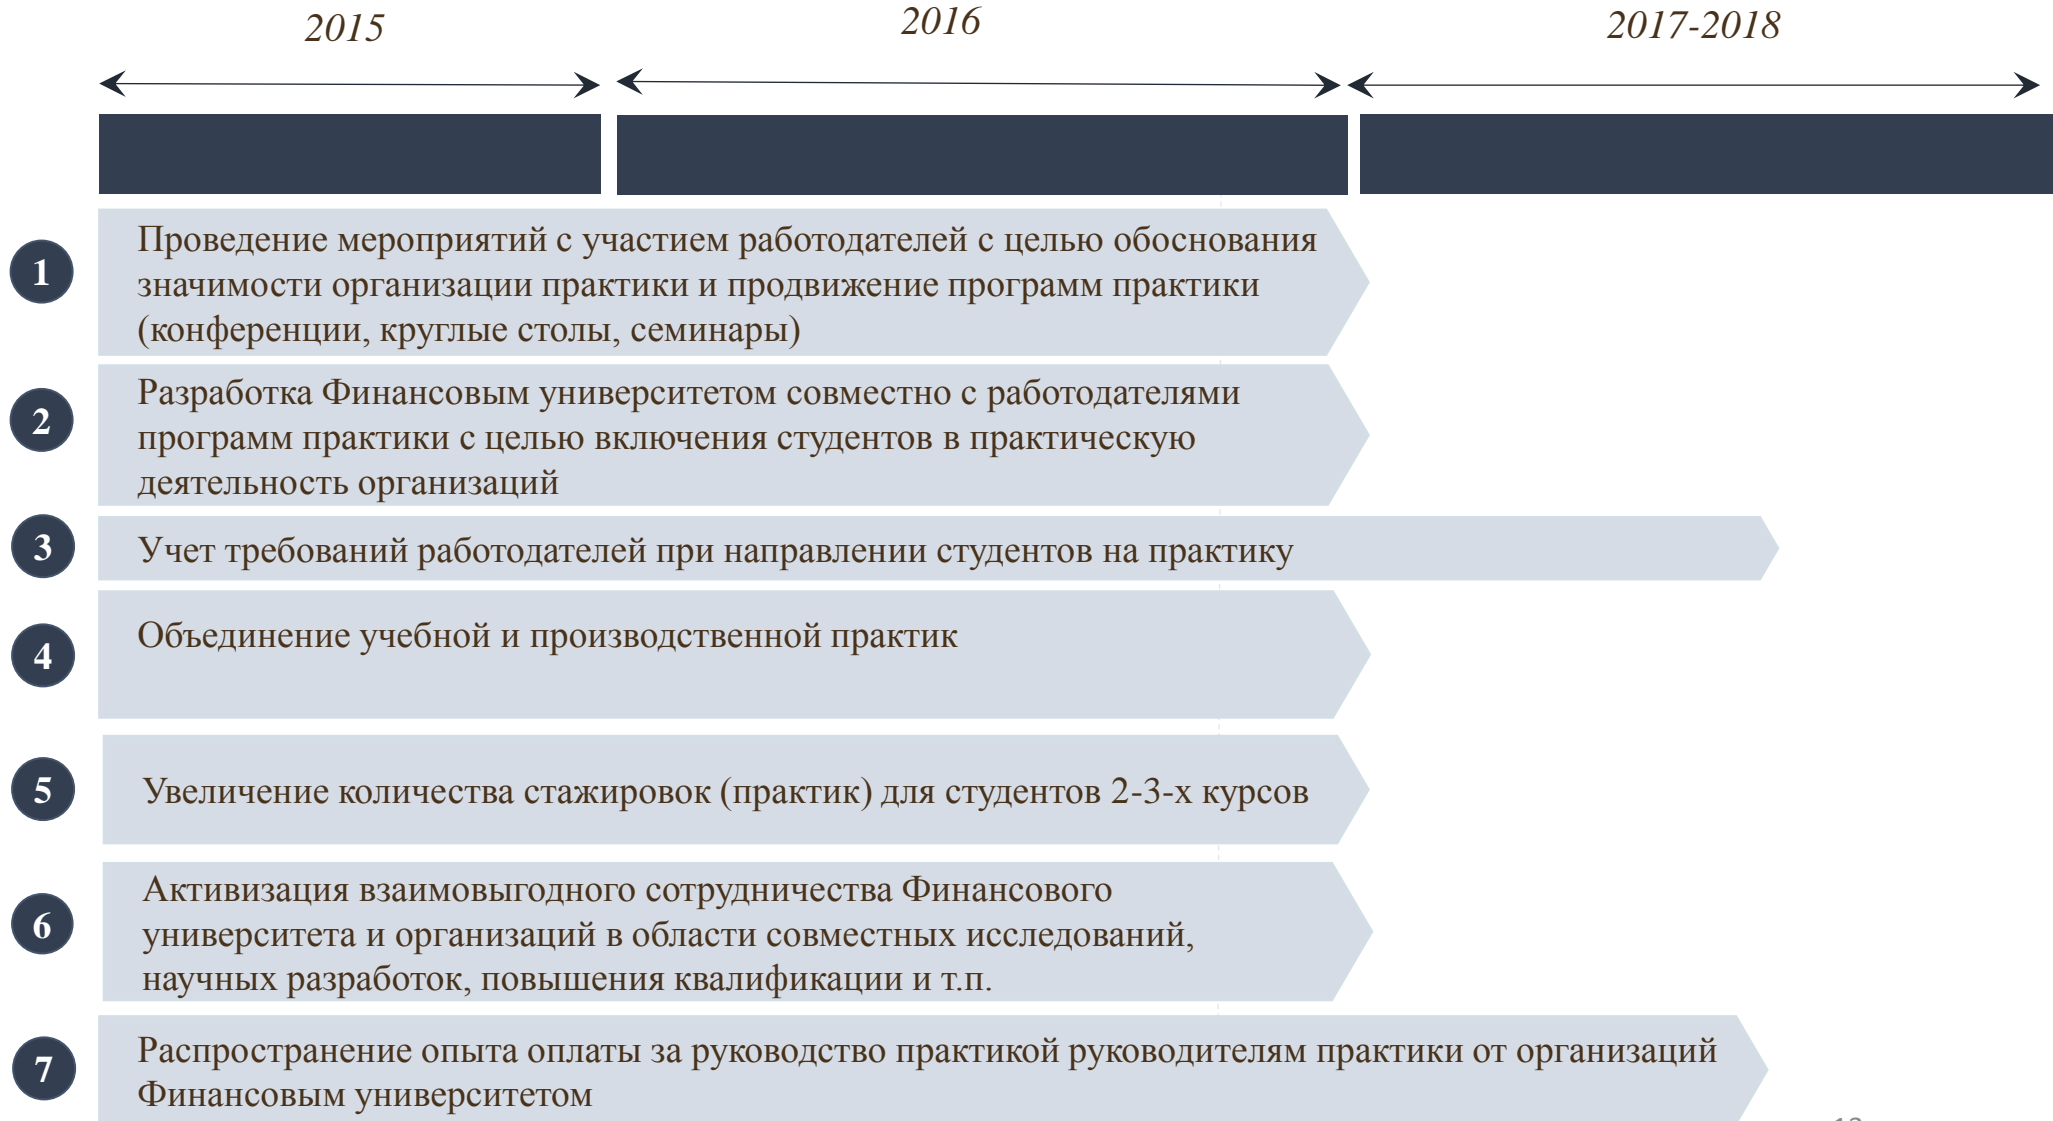 2015
2016
2017-2018
1
Проведение мероприятий с участием работодателей с целью обоснования
значимости организации практики и продвижение программ практики
(конференции, круглые столы, семинары)
2
Разработка Финансовым университетом совместно с работодателями
программ практики с целью включения студентов в практическую
деятельность организаций
3
Учет требований работодателей при направлении студентов на практику
4
Объединение учебной и производственной практик
5
Увеличение количества стажировок (практик) для студентов 2-3-х курсов
6
Активизация взаимовыгодного сотрудничества Финансового
университета и организаций в области совместных исследований,
научных разработок, повышения квалификации и т.п.
7
Распространение опыта оплаты за руководство практикой руководителям практики от организаций
Финансовым университетом